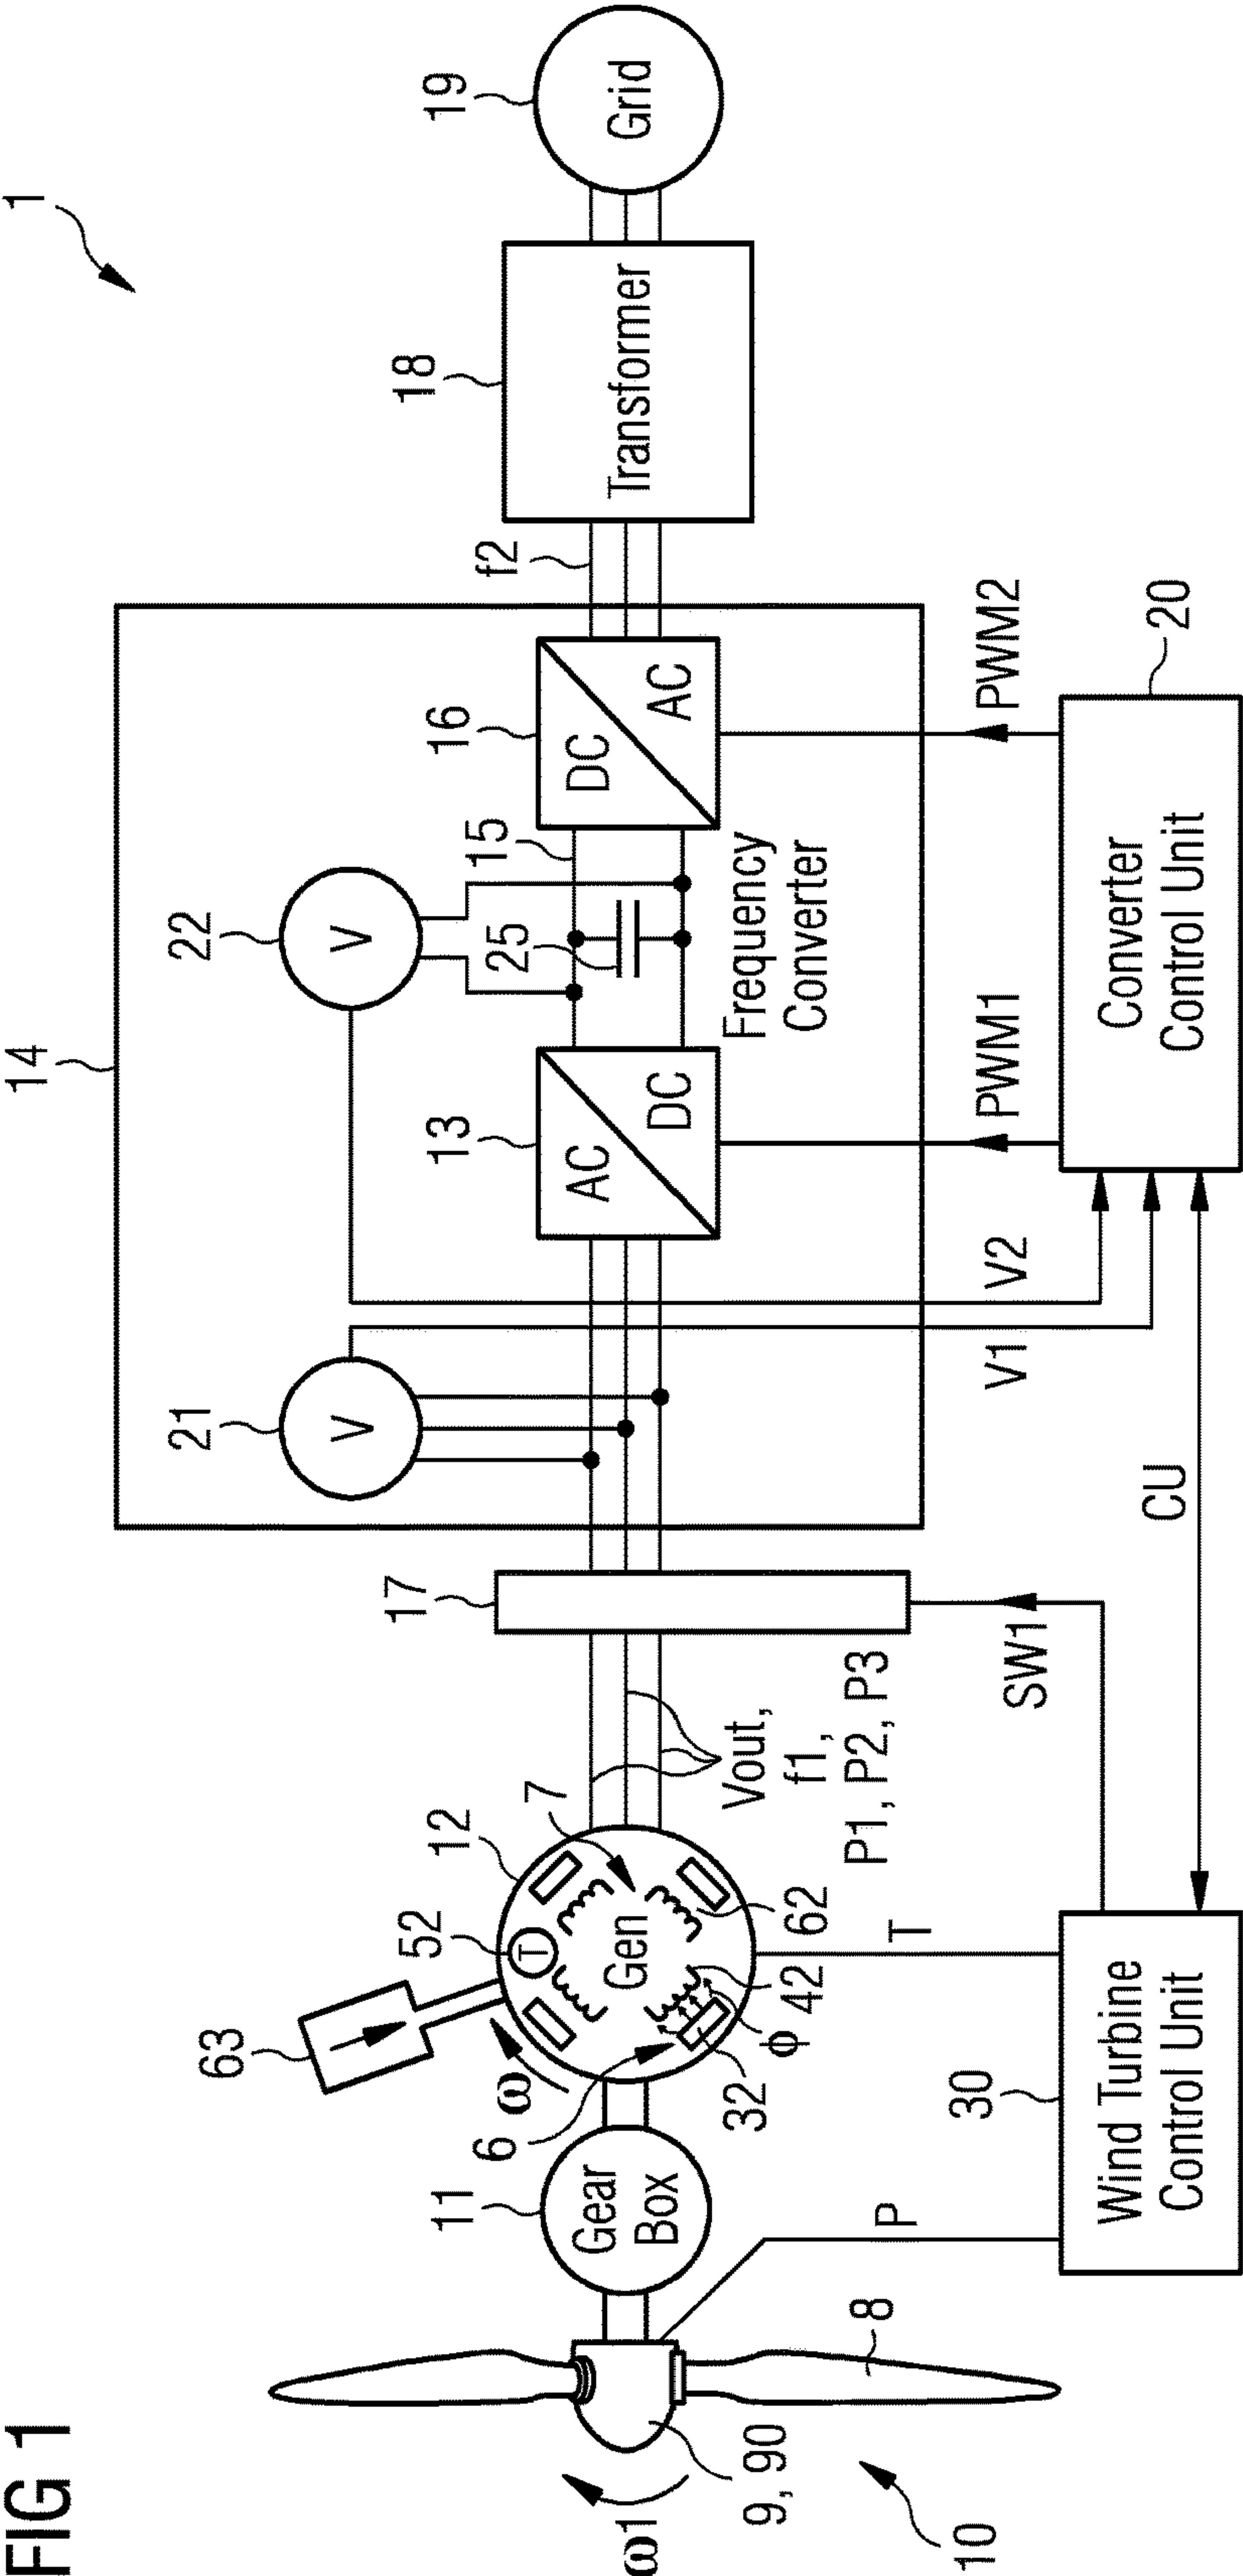 FIG 1
1
19
Grid
18
Transformer
f2
14
22
V
21
V
16
DC
AC
15
25
13
AC
DC
Frequency
Converter
17
12
7
52
T
Gen
63
ω
6
32
ϕ
42
62
Vout,
f1,
P1, P2, P3
11
Gear
Box
8
9, 90
ω1
10
P
T
SW1
V1
V2
PWM1
PWM2
CU
20
Converter
Control Unit
30
Wind Turbine
Control Unit